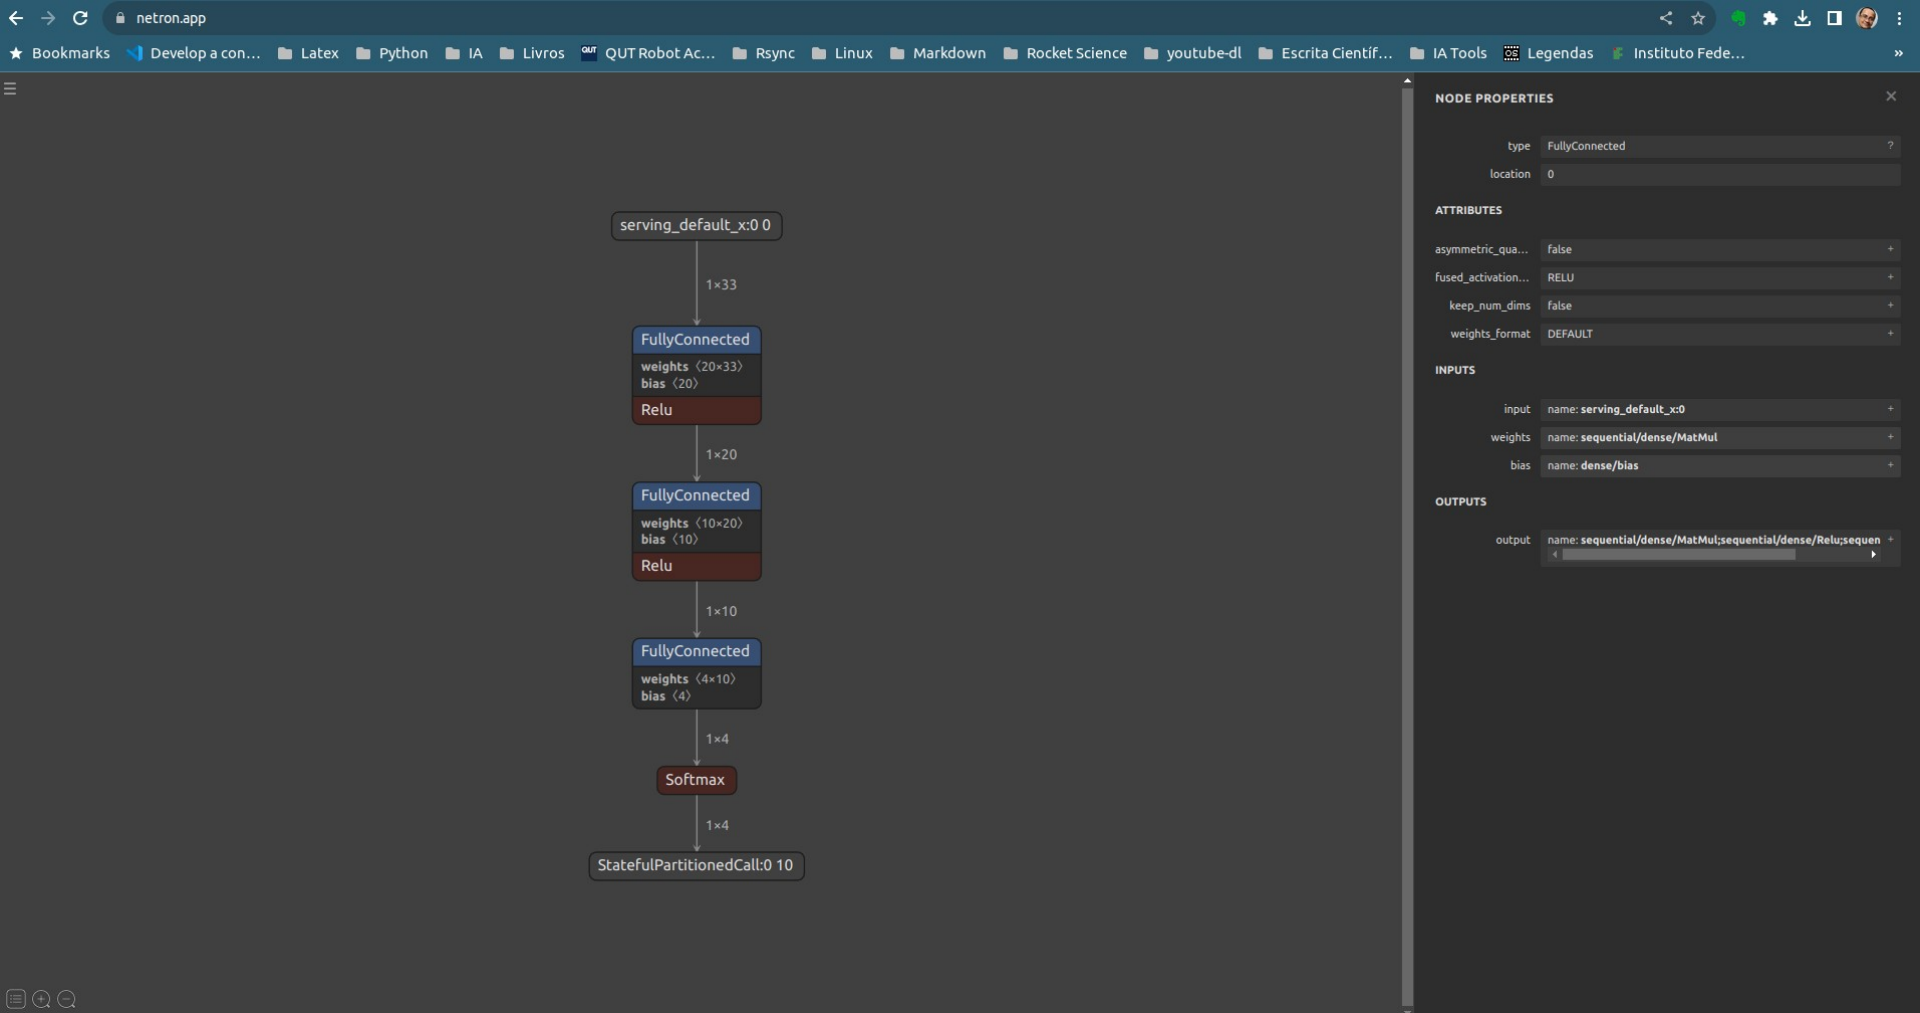 netron.app
Bookmarks Develop a con... Latex Python IA Livros QUT QUT Robot Ac... Rsync Linux Markdown Rocket Science youtube-dl Escrita Científ... IA Tools OS Legendas Instituto Fede... »
serving_default_x:0 0
1×33
FullyConnected
weights 〈20×33〉
bias 〈20〉
Relu
1×20
FullyConnected
weights 〈10×20〉
bias 〈10〉
Relu
1×10
FullyConnected
weights 〈4×10〉
bias 〈4〉
1×4
Softmax
1×4
StatefulPartitionedCall:0 10
NODE PROPERTIES
type FullyConnected ?
location 0
ATTRIBUTES
asymmetric_qua... false +
fused_activation... RELU +
keep_num_dims false +
weights_format DEFAULT +
INPUTS
input name: serving_default_x:0 +
weights name: sequential/dense/MatMul +
bias name: dense/bias +
OUTPUTS
output name: sequential/dense/MatMul;sequential/dense/Relu;sequen +